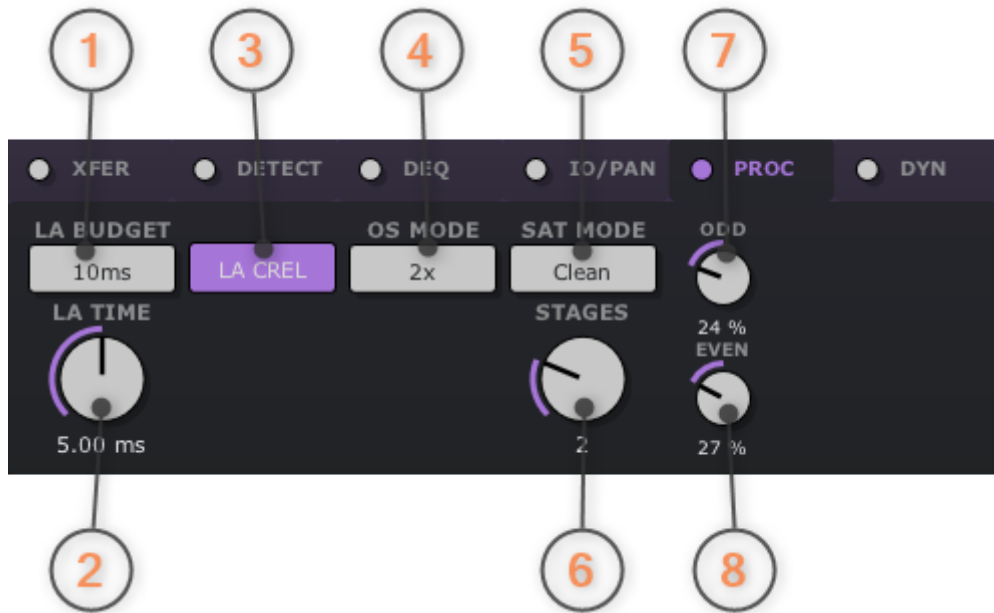 1 3 4 5 7
XFER DETECT DEQ IO/PAN PROC DYN
LA BUDGET OS MODE SAT MODE ODD
10ms LA CREL 2x Clean
LA TIME STAGES 24 %
EVEN
5.00 ms 2 27 %
2 6 8